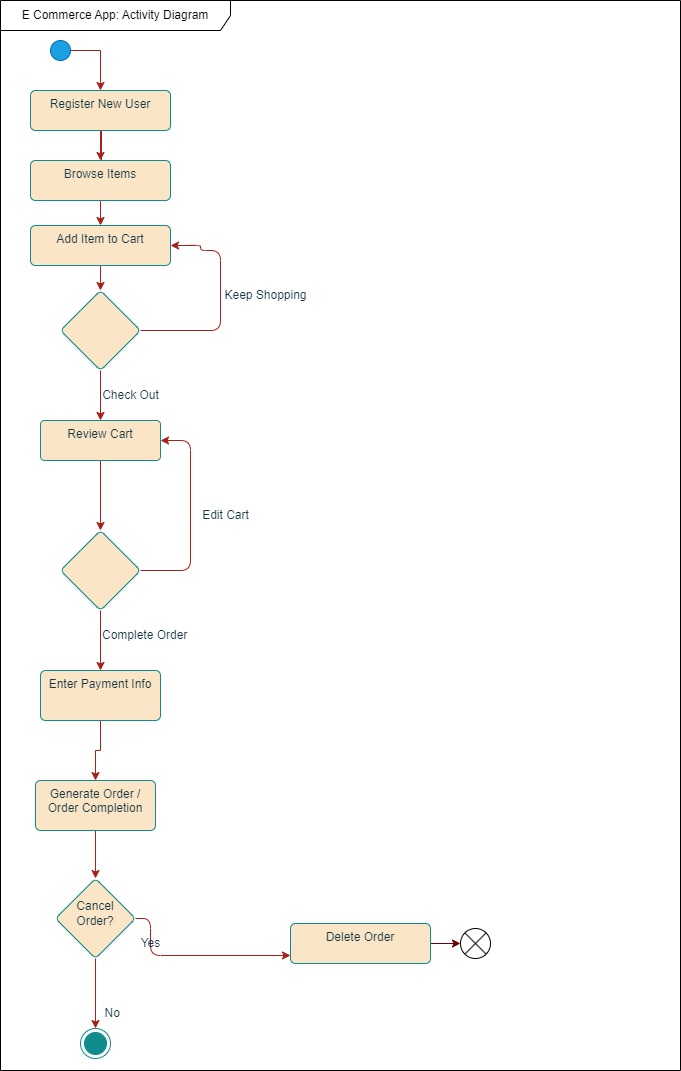 E Commerce App: Activity Diagram
Register New User
Browse Items
Add Item to Cart
Keep Shopping
Check Out
Review Cart
Edit Cart
Complete Order
Enter Payment Info
Generate Order /
Order Completion
Cancel
Order?
Yes
Delete Order
No